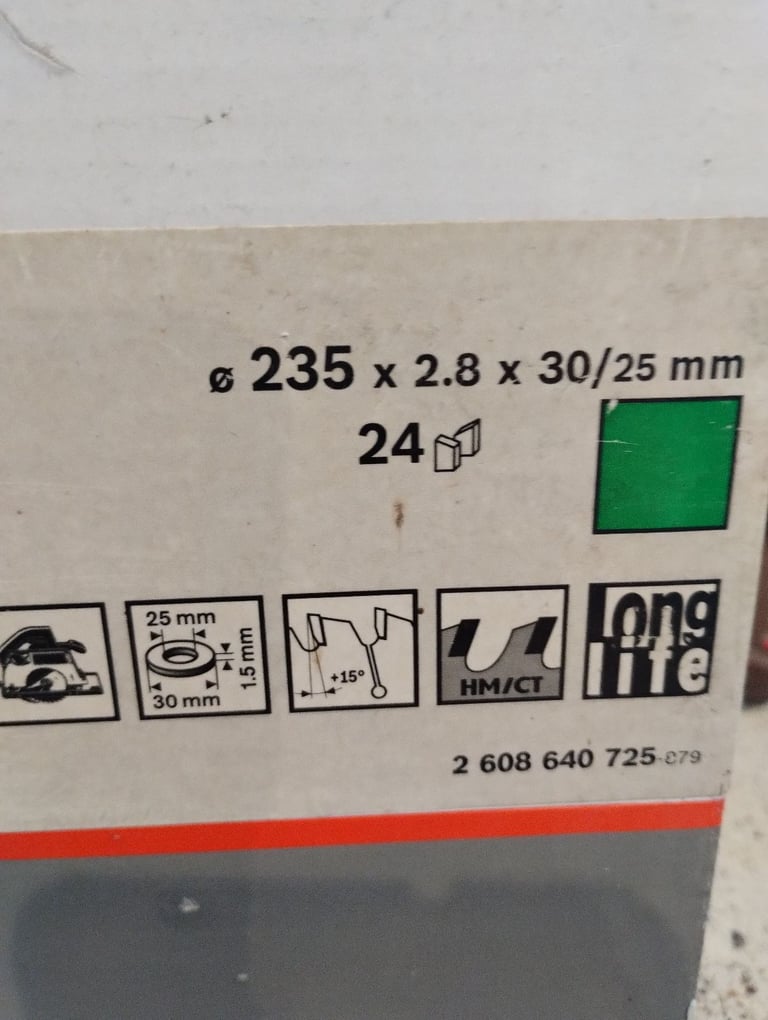 ø 235 x 2.8 x 30/25 mm
24
25 mm
1.5 mm
30 mm
+15°
HM/CT
long
life
2 608 640 725